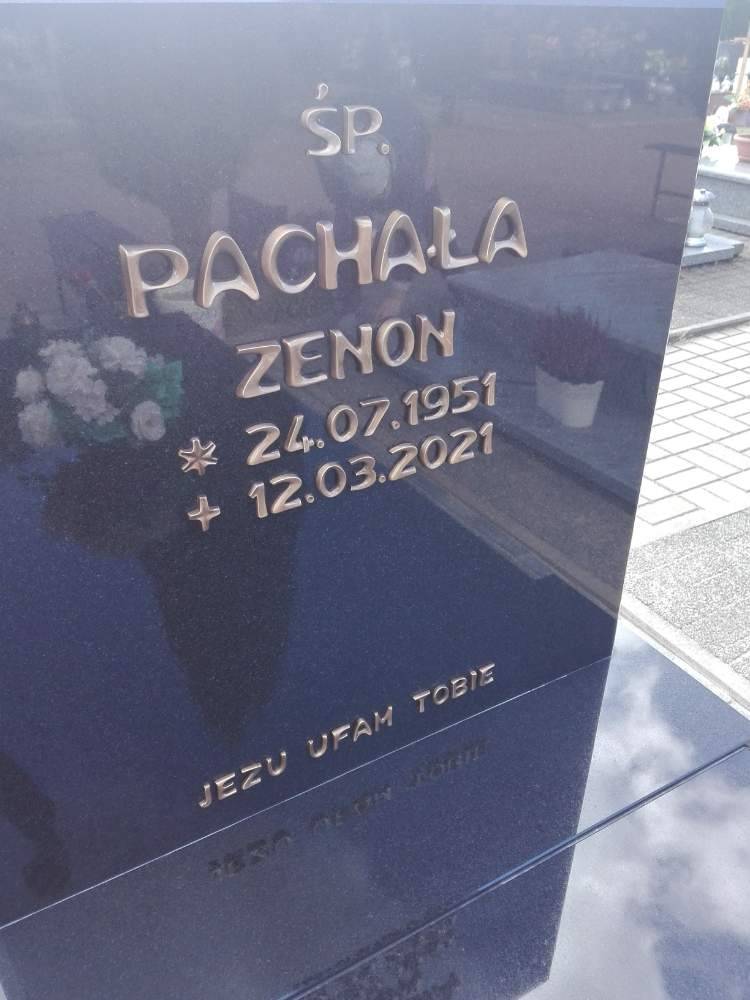 ŚP.
PACHAŁA
ZENON
* 24.07.1951
+ 12.03.2021
JEZU UFAM TOBIE